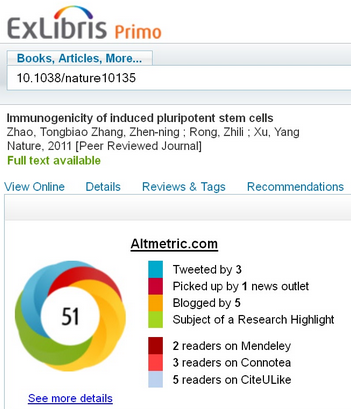 ExLibris Primo
Books, Articles, More...
10.1038/nature10135
Immunogenicity of induced pluripotent stem cells
Zhao, Tongbiao Zhang, Zhen-ning ; Rong, Zhili ; Xu, Yang
Nature, 2011 [Peer Reviewed Journal]
Full text available
View Online Details Reviews & Tags Recommendations
Altmetric.com
51
Tweeted by 3
Picked up by 1 news outlet
Blogged by 5
Subject of a Research Highlight
2 readers on Mendeley
3 readers on Connotea
5 readers on CiteULike
See more details